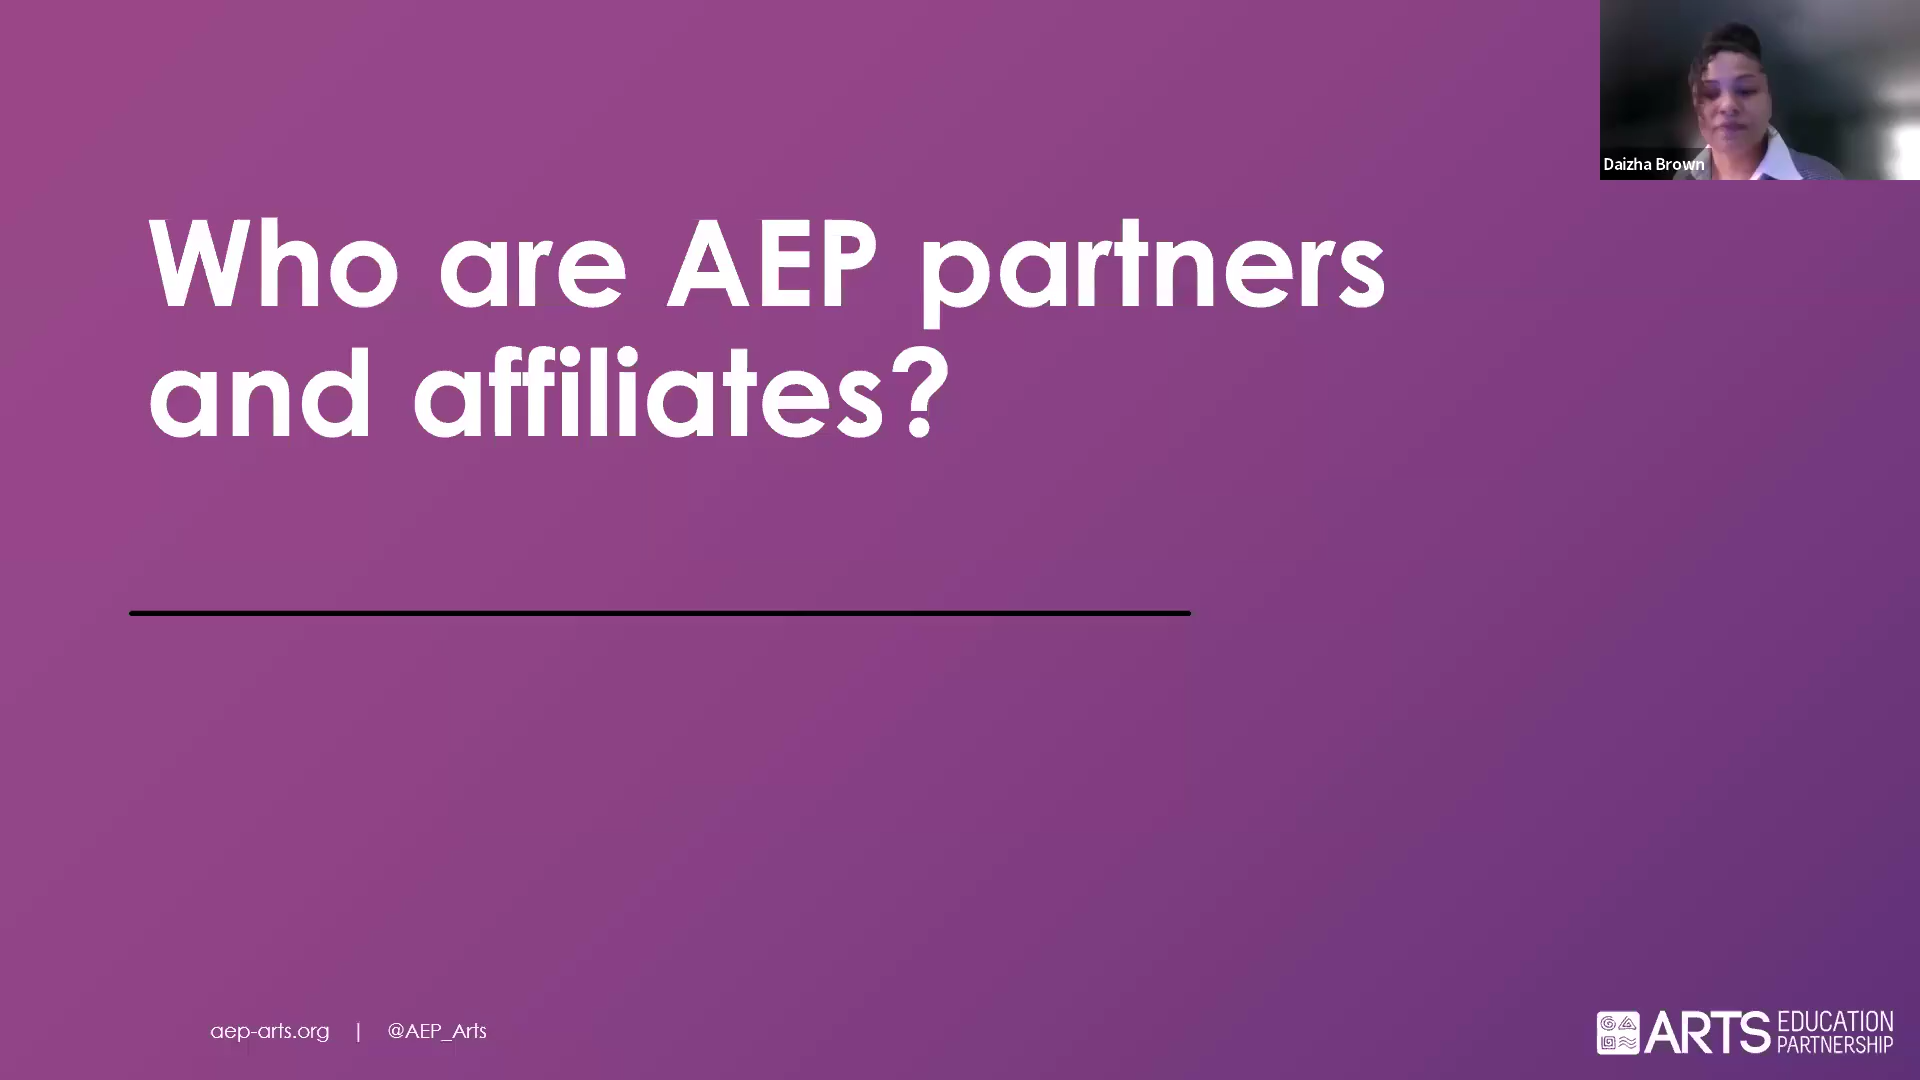 Daizha Brown
Who are AEP partners
and affiliates?
aep-arts.org | @AEP_Arts
ARTS EDUCATION
PARTNERSHIP